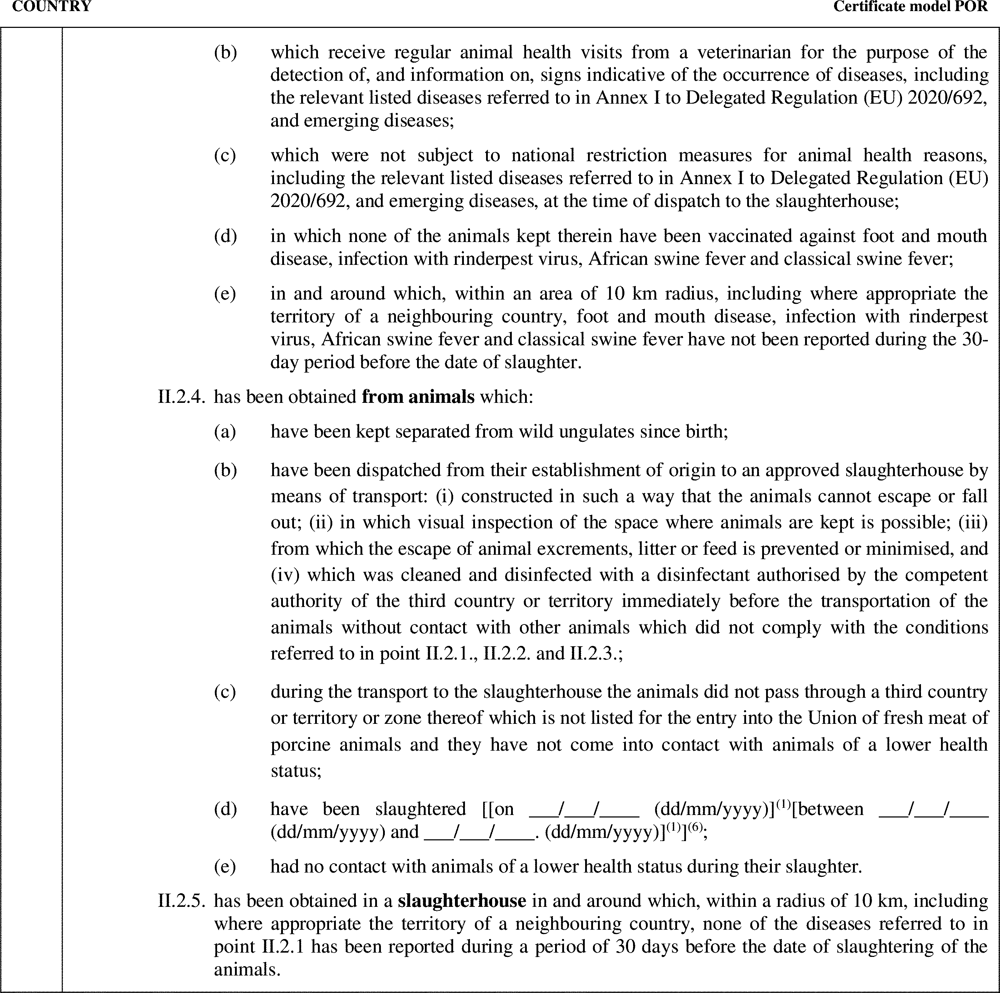 COUNTRY Certificate model POR
(b) which receive regular animal health visits from a veterinarian for the purpose of the
detection of, and information on, signs indicative of the occurrence of diseases, including
the relevant listed diseases referred to in Annex I to Delegated Regulation (EU) 2020/692,
and emerging diseases;
(c) which were not subject to national restriction measures for animal health reasons,
including the relevant listed diseases referred to in Annex I to Delegated Regulation (EU)
2020/692, and emerging diseases, at the time of dispatch to the slaughterhouse;
(d) in which none of the animals kept therein have been vaccinated against foot and mouth
disease, infection with rinderpest virus, African swine fever and classical swine fever;
(e) in and around which, within an area of 10 km radius, including where appropriate the
territory of a neighbouring country, foot and mouth disease, infection with rinderpest
virus, African swine fever and classical swine fever have not been reported during the 30-
day period before the date of slaughter.
II.2.4. has been obtained from animals which:
(a) have been kept separated from wild ungulates since birth;
(b) have been dispatched from their establishment of origin to an approved slaughterhouse by
means of transport: (i) constructed in such a way that the animals cannot escape or fall
out; (ii) in which visual inspection of the space where animals are kept is possible; (iii)
from which the escape of animal excrements, litter or feed is prevented or minimised, and
(iv) which was cleaned and disinfected with a disinfectant authorised by the competent
authority of the third country or territory immediately before the transportation of the
animals without contact with other animals which did not comply with the conditions
referred to in point II.2.1., II.2.2. and II.2.3.;
(c) during the transport to the slaughterhouse the animals did not pass through a third country
or territory or zone thereof which is not listed for the entry into the Union of fresh meat of
porcine animals and they have not come into contact with animals of a lower health
status;
(d) have been slaughtered [[on ___/___/____ (dd/mm/yyyy)](1)[between ___/___/____
(dd/mm/yyyy) and ___/___/____. (dd/mm/yyyy)](1)](6);
(e) had no contact with animals of a lower health status during their slaughter.
II.2.5. has been obtained in a slaughterhouse in and around which, within a radius of 10 km, including
where appropriate the territory of a neighbouring country, none of the diseases referred to in
point II.2.1 has been reported during a period of 30 days before the date of slaughtering of the
animals.